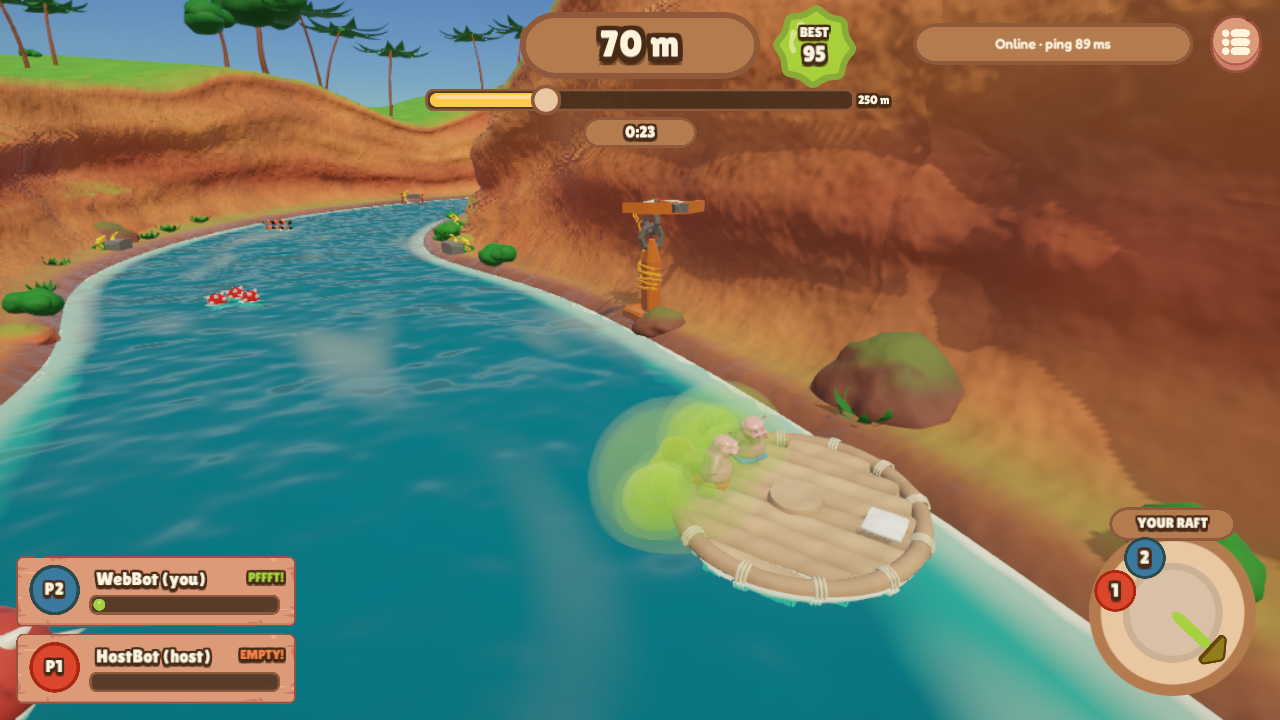 70 m
BEST
95
Online · ping 89 ms
250 m
0:23
YOUR RAFT
2
1
P2
WebBot (you)
PFFFT!
P1
HostBot (host)
EMPTY!